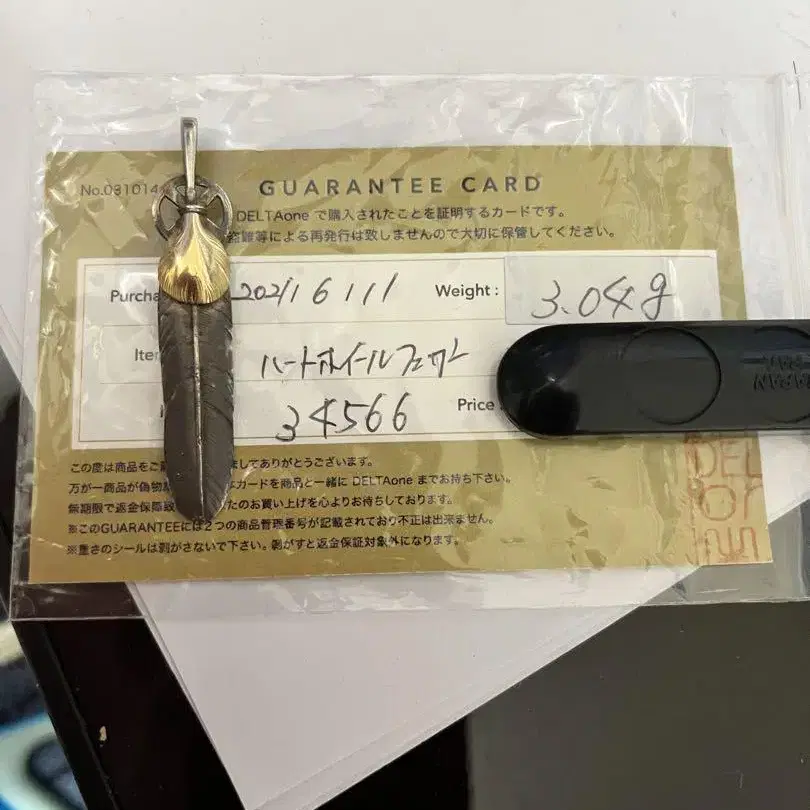 No.031014
GUARANTEE CARD
DELTAone で購入されたことを証明するカードです。
盗難等による再発行は致しませんので大切に保管してください。
2021 6 11
Weight: 3.04g
ハートホイールフェザー
34566
Price
この度は商品をご ましてありがとうございます。
万が一商品が偽物 カードを商品と一緒に DELTAone までお持ち下さい。
無期限で返金保障致 たのお買い上げを心よりお待ちしております。
※このGUARANTEEには2つの商品管理番号が記載されており不正は出来ません。
※重さのシールは剥がさないで下さい。剥がすと返金保証対象外になります。
JAPAN